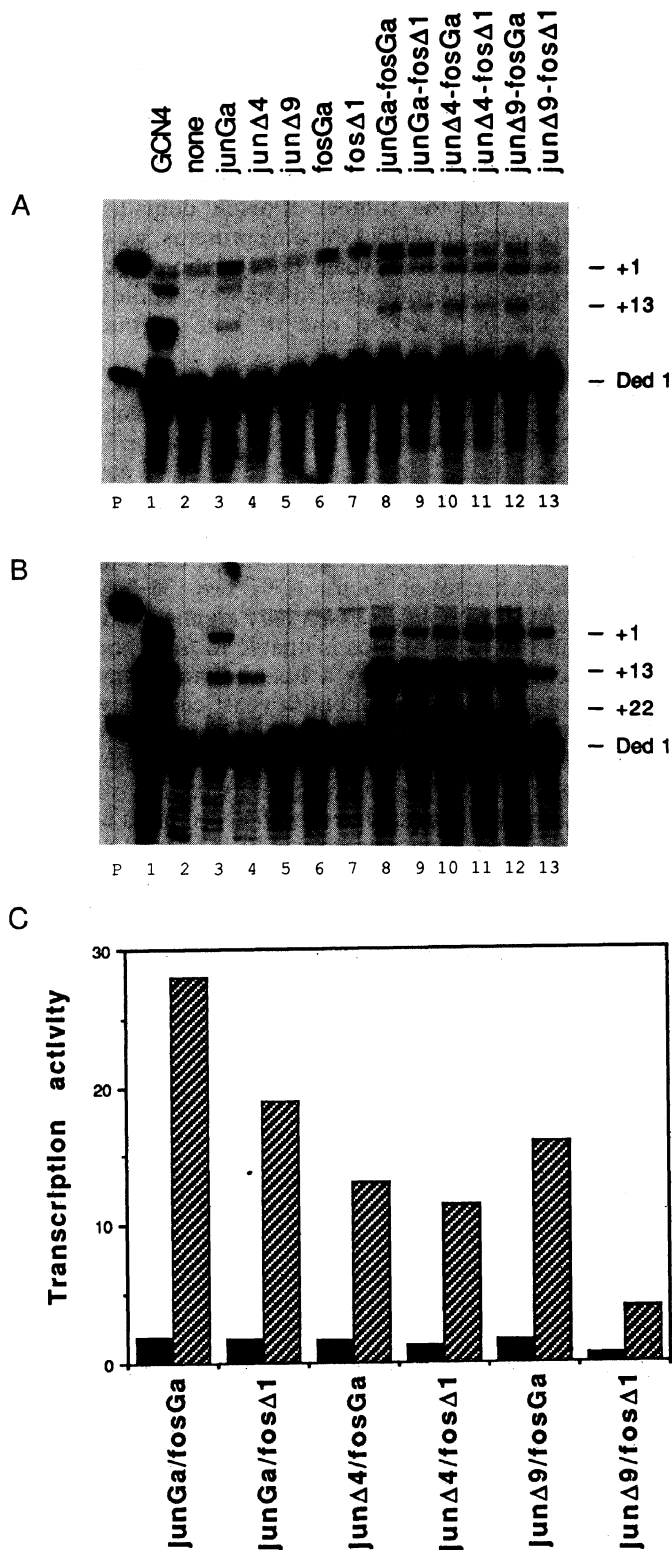 GCN4
none
junGa
junΔ4
junΔ9
fosGa
fosΔ1
junGa-fosGa
junGa-fosΔ1
junΔ4-fosGa
junΔ4-fosΔ1
junΔ9-fosGa
junΔ9-fosΔ1
A
– +1
– +13
– Ded 1
P 1 2 3 4 5 6 7 8 9 10 11 12 13
B
– +1
– +13
– +22
– Ded 1
P 1 2 3 4 5 6 7 8 9 10 11 12 13
C
Transcription activity
30
20
10
0
junGa/fosGa
junGa/fosΔ1
junΔ4/fosGa
junΔ4/fosΔ1
junΔ9/fosGa
junΔ9/fosΔ1